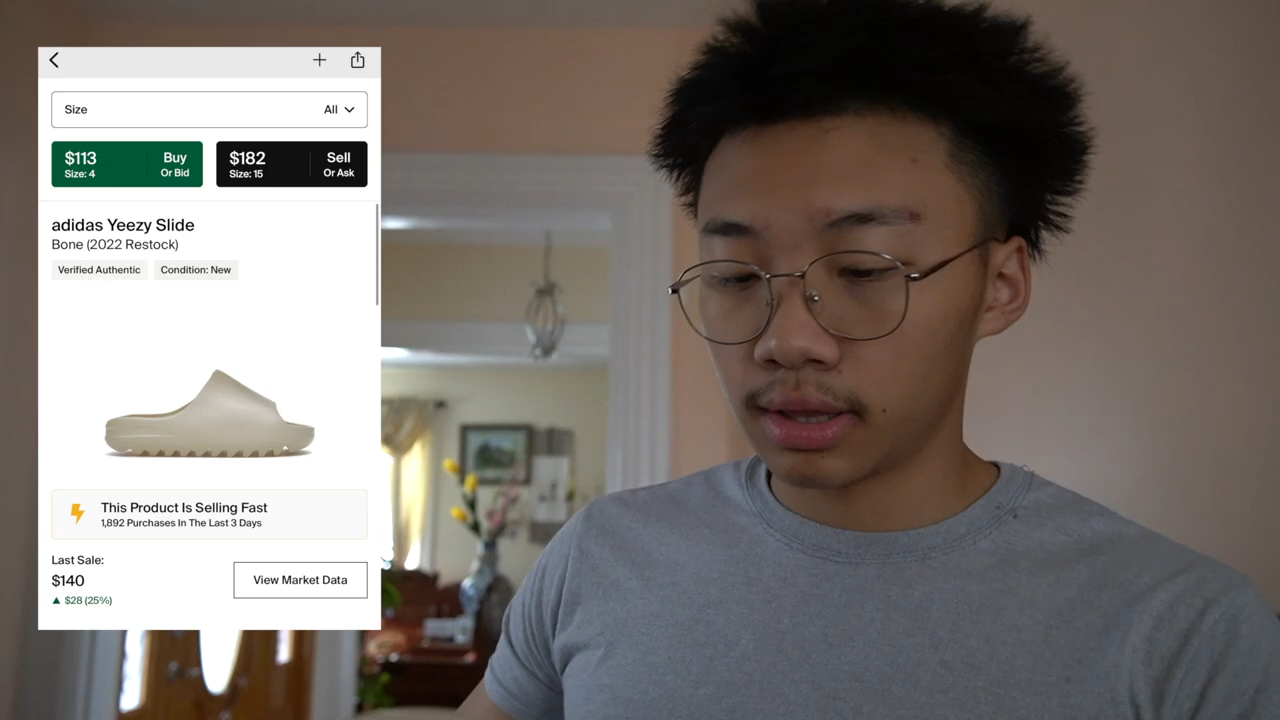 Size All
$113 Buy
Size: 4 Or Bid
$182 Sell
Size: 15 Or Ask
adidas Yeezy Slide
Bone (2022 Restock)
Verified Authentic Condition: New
This Product Is Selling Fast
1,892 Purchases In The Last 3 Days
Last Sale:
$140
▲ $28 (25%)
View Market Data